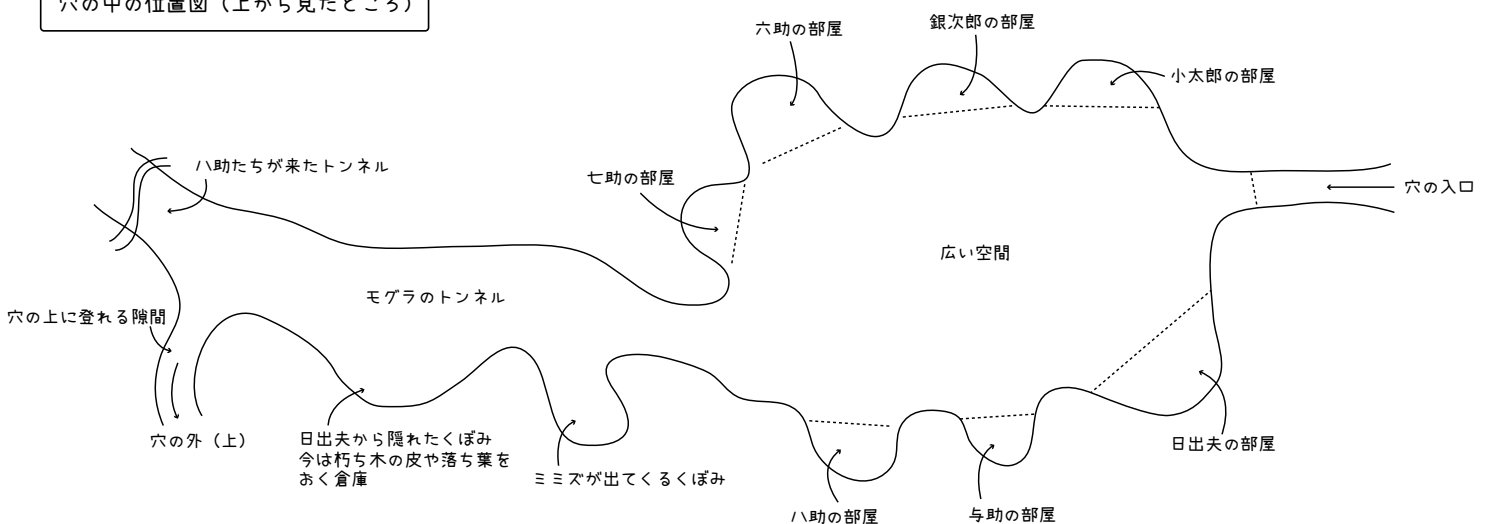 穴の中の位置図（上から見たところ）
六助の部屋
銀次郎の部屋
小太郎の部屋
八助たちが来たトンネル
七助の部屋
穴の入口
広い空間
モグラのトンネル
穴の上に登れる隙間
穴の外（上）
日出夫から隠れたくぼみ
今は朽ち木の皮や落ち葉を
おく倉庫
ミミズが出てくるくぼみ
日出夫の部屋
八助の部屋
与助の部屋